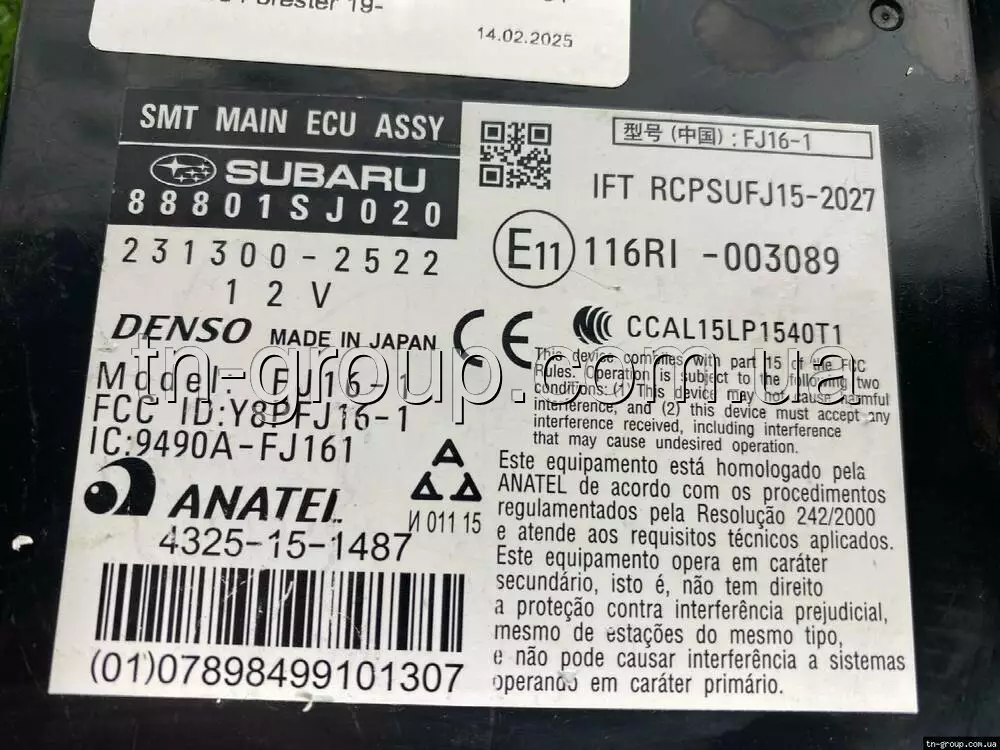 Forester 19-
14.02.2025
SMT MAIN ECU ASSY
SUBARU
88801SJ020
231300-2522
12V
DENSO MADE IN JAPAN
Model- FJ16-1
FCC ID:Y8PFJ16-1
IC:9490A-FJ161
ANATEL
И 011 15
4325-15-1487
(01)07898499101307
型号(中国):FJ16-1
IFT RCPSUFJ15-2027
E11 116RI -003089
CE CCAL15LP1540T1
This device complies with part 15 of the FCC
Rules. Operation is subject to the following two
conditions: (1) This device may not cause harmful
interference, and (2) this device must accept any
interference received, including interference
that may cause undesired operation.
Este equipamento está homologado pela
ANATEL de acordo com os procedimentos
regulamentados pela Resolução 242/2000
e atende aos requisitos técnicos aplicados.
Este equipamento opera em caráter
secundário, isto é, não tem direito
a proteção contra interferência prejudicial,
mesmo de estações do mesmo tipo,
e não pode causar interferência a sistemas
operando em caráter primário.
tn-group.com.ua
tn-group.com.ua